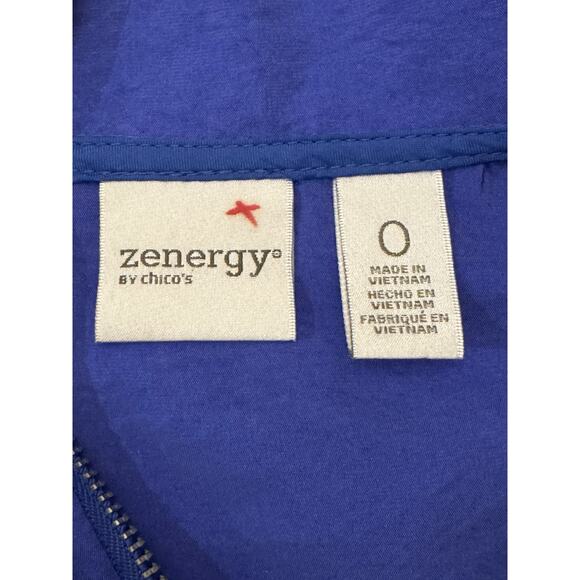 zenergy®
BY chico's
0
MADE IN
VIETNAM
HECHO EN
VIETNAM
FABRIQUÉ EN
VIETNAM